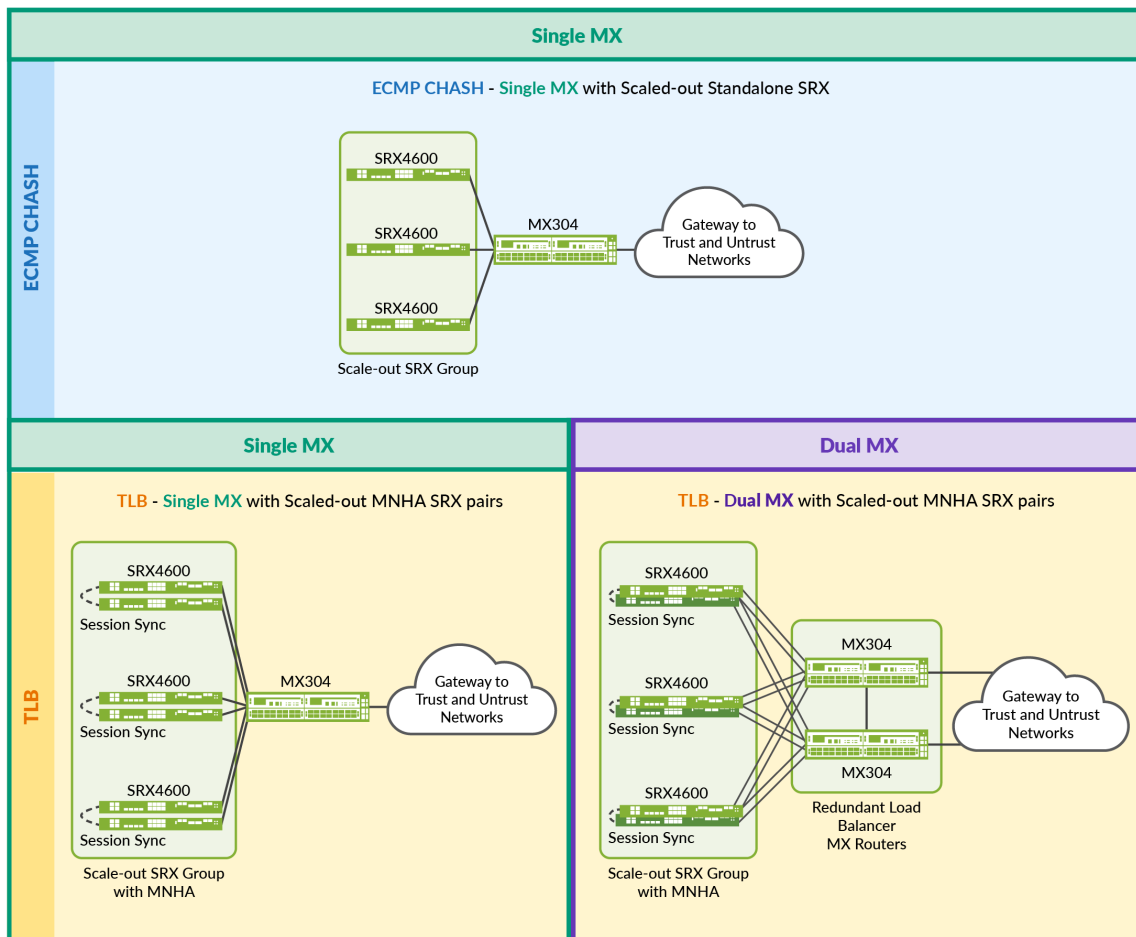 Single MX
ECMP CHASH
ECMP CHASH - Single MX with Scaled-out Standalone SRX
SRX4600
SRX4600
SRX4600
MX304
Gateway to
Trust and Untrust
Networks
Scale-out SRX Group
Single MX
Dual MX
TLB
TLB - Single MX with Scaled-out MNHA SRX pairs
SRX4600
Session Sync
SRX4600
Session Sync
SRX4600
Session Sync
MX304
Gateway to
Trust and Untrust
Networks
Scale-out SRX Group
with MNHA
TLB - Dual MX with Scaled-out MNHA SRX pairs
SRX4600
Session Sync
SRX4600
Session Sync
SRX4600
Session Sync
MX304
MX304
Gateway to
Trust and Untrust
Networks
Redundant Load
Balancer
MX Routers
Scale-out SRX Group
with MNHA